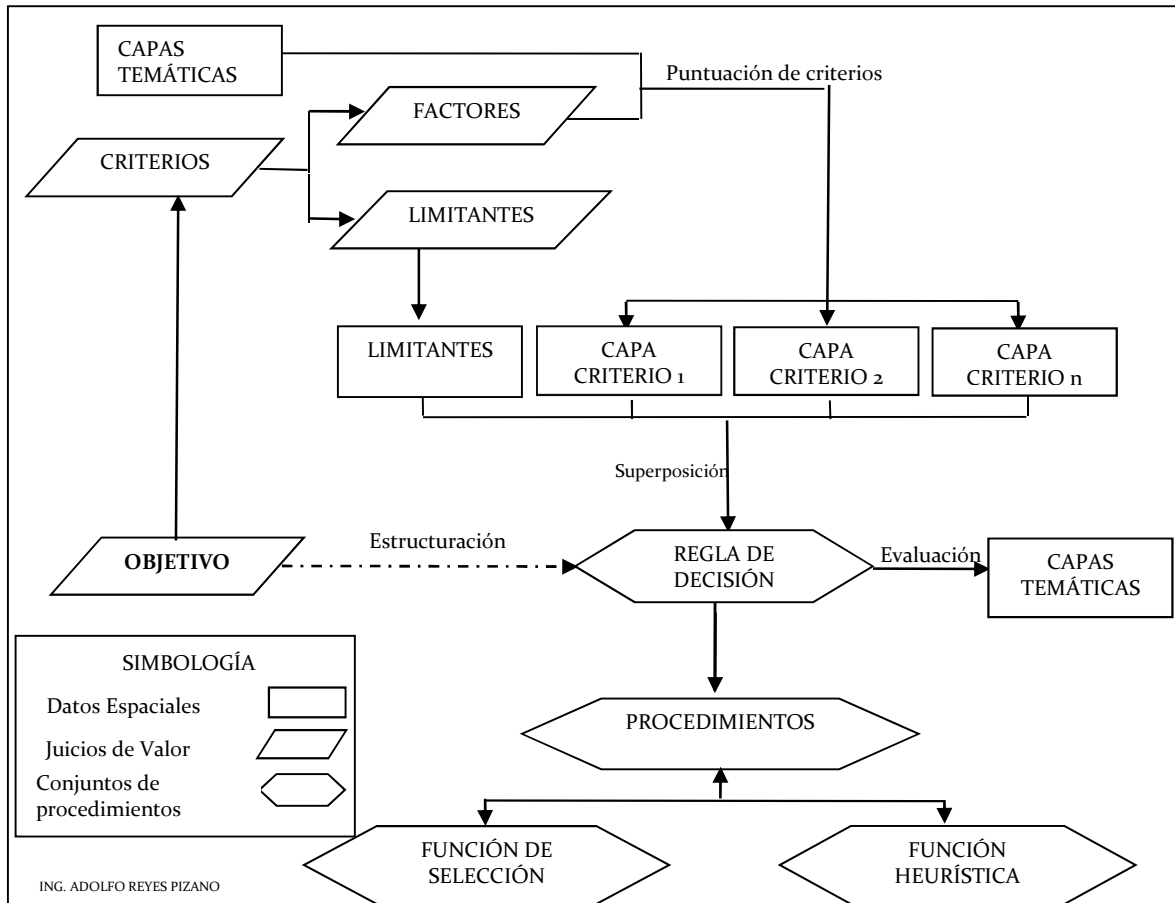 CAPAS
TEMÁTICAS
Puntuación de criterios
FACTORES
CRITERIOS
LIMITANTES
LIMITANTES
CAPA
CRITERIO 1
CAPA
CRITERIO 2
CAPA
CRITERIO n
Superposición
OBJETIVO
Estructuración
REGLA DE
DECISIÓN
Evaluación
CAPAS
TEMÁTICAS
SIMBOLOGÍA
Datos Espaciales
Juicios de Valor
Conjuntos de
procedimientos
PROCEDIMIENTOS
FUNCIÓN DE
SELECCIÓN
FUNCIÓN
HEURÍSTICA
ING. ADOLFO REYES PIZANO